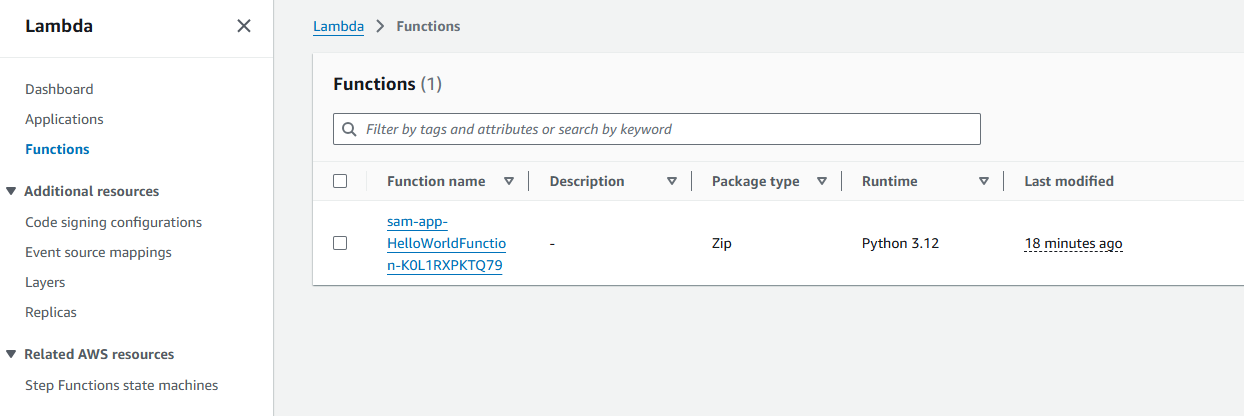 Lambda
Dashboard
Applications
Functions
Additional resources
Code signing configurations
Event source mappings
Layers
Replicas
Related AWS resources
Step Functions state machines
Lambda > Functions
Functions (1)
Filter by tags and attributes or search by keyword
Function name Description Package type Runtime Last modified
sam-app-
HelloWorldFunctio
n-K0L1RXPKTQ79
- Zip Python 3.12 18 minutes ago